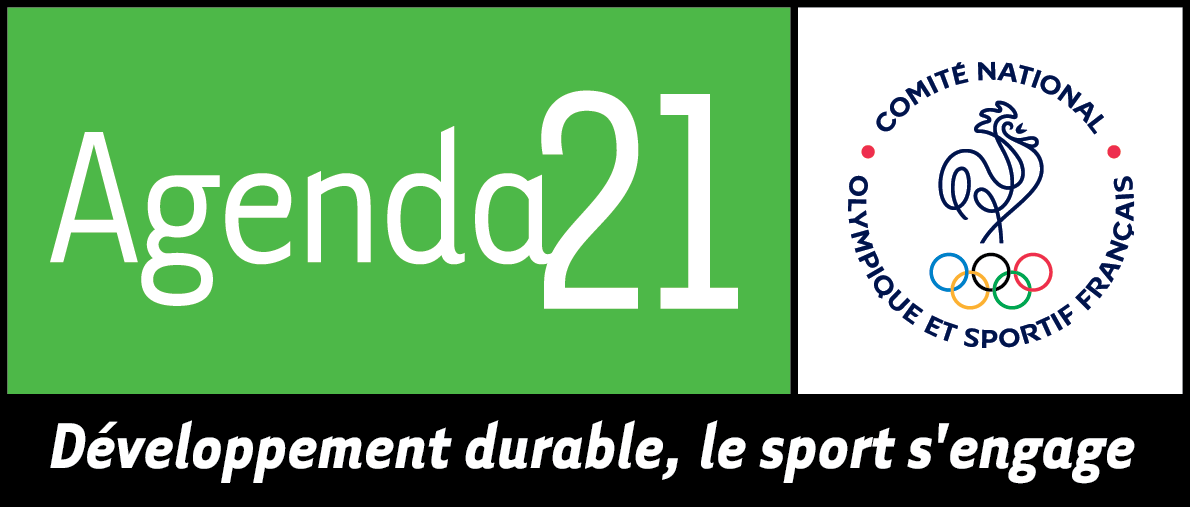 Agenda21
COMITÉ NATIONAL
OLYMPIQUE ET SPORTIF FRANÇAIS
Développement durable, le sport s'engage